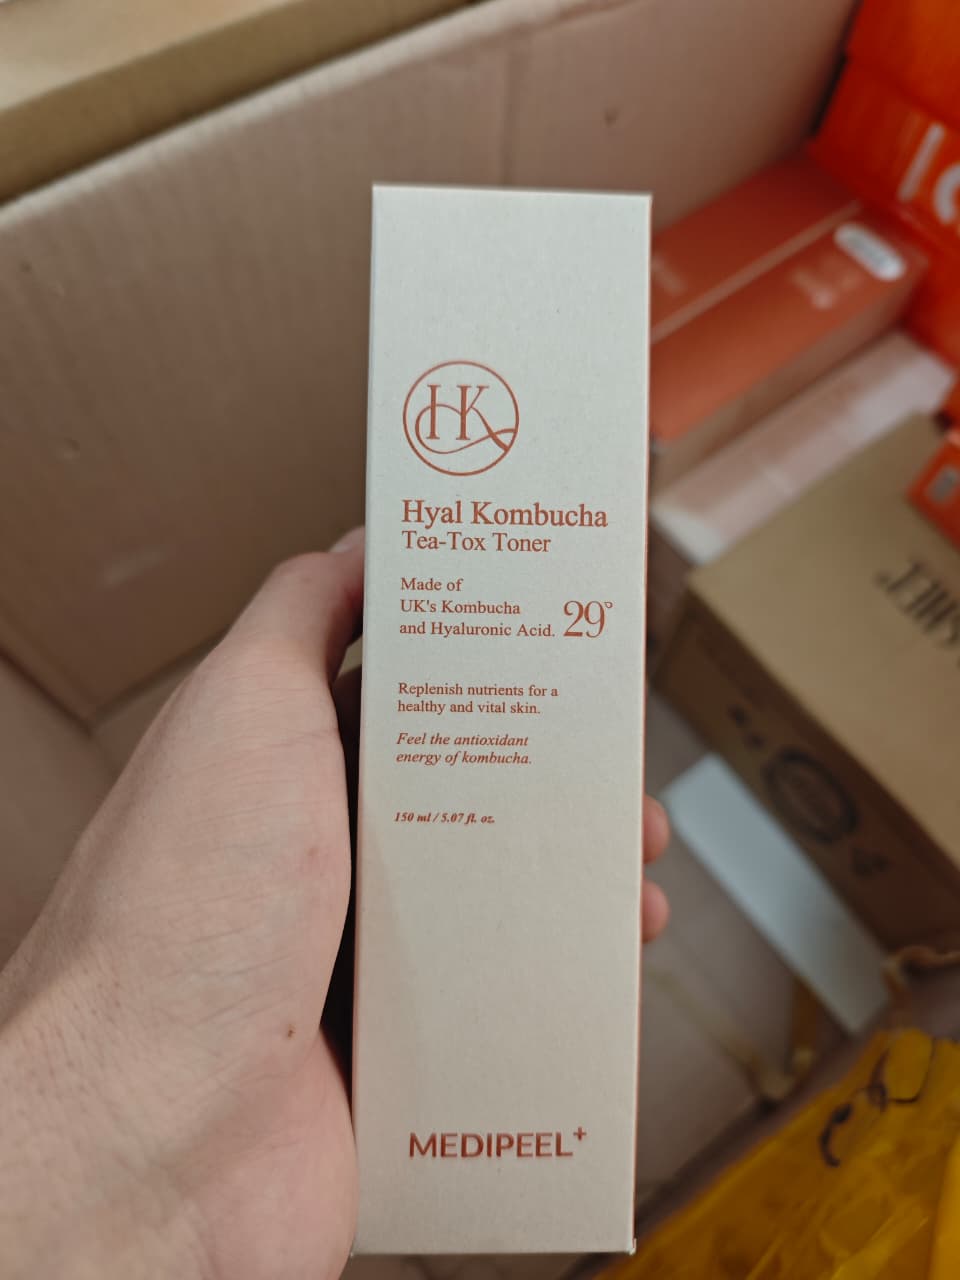 HK
Hyal Kombucha
Tea-Tox Toner
Made of
UK's Kombucha
and Hyaluronic Acid. 29°
Replenish nutrients for a
healthy and vital skin.
Feel the antioxidant
energy of kombucha.
150 ml / 5.07 fl. oz.
MEDIPEEL+